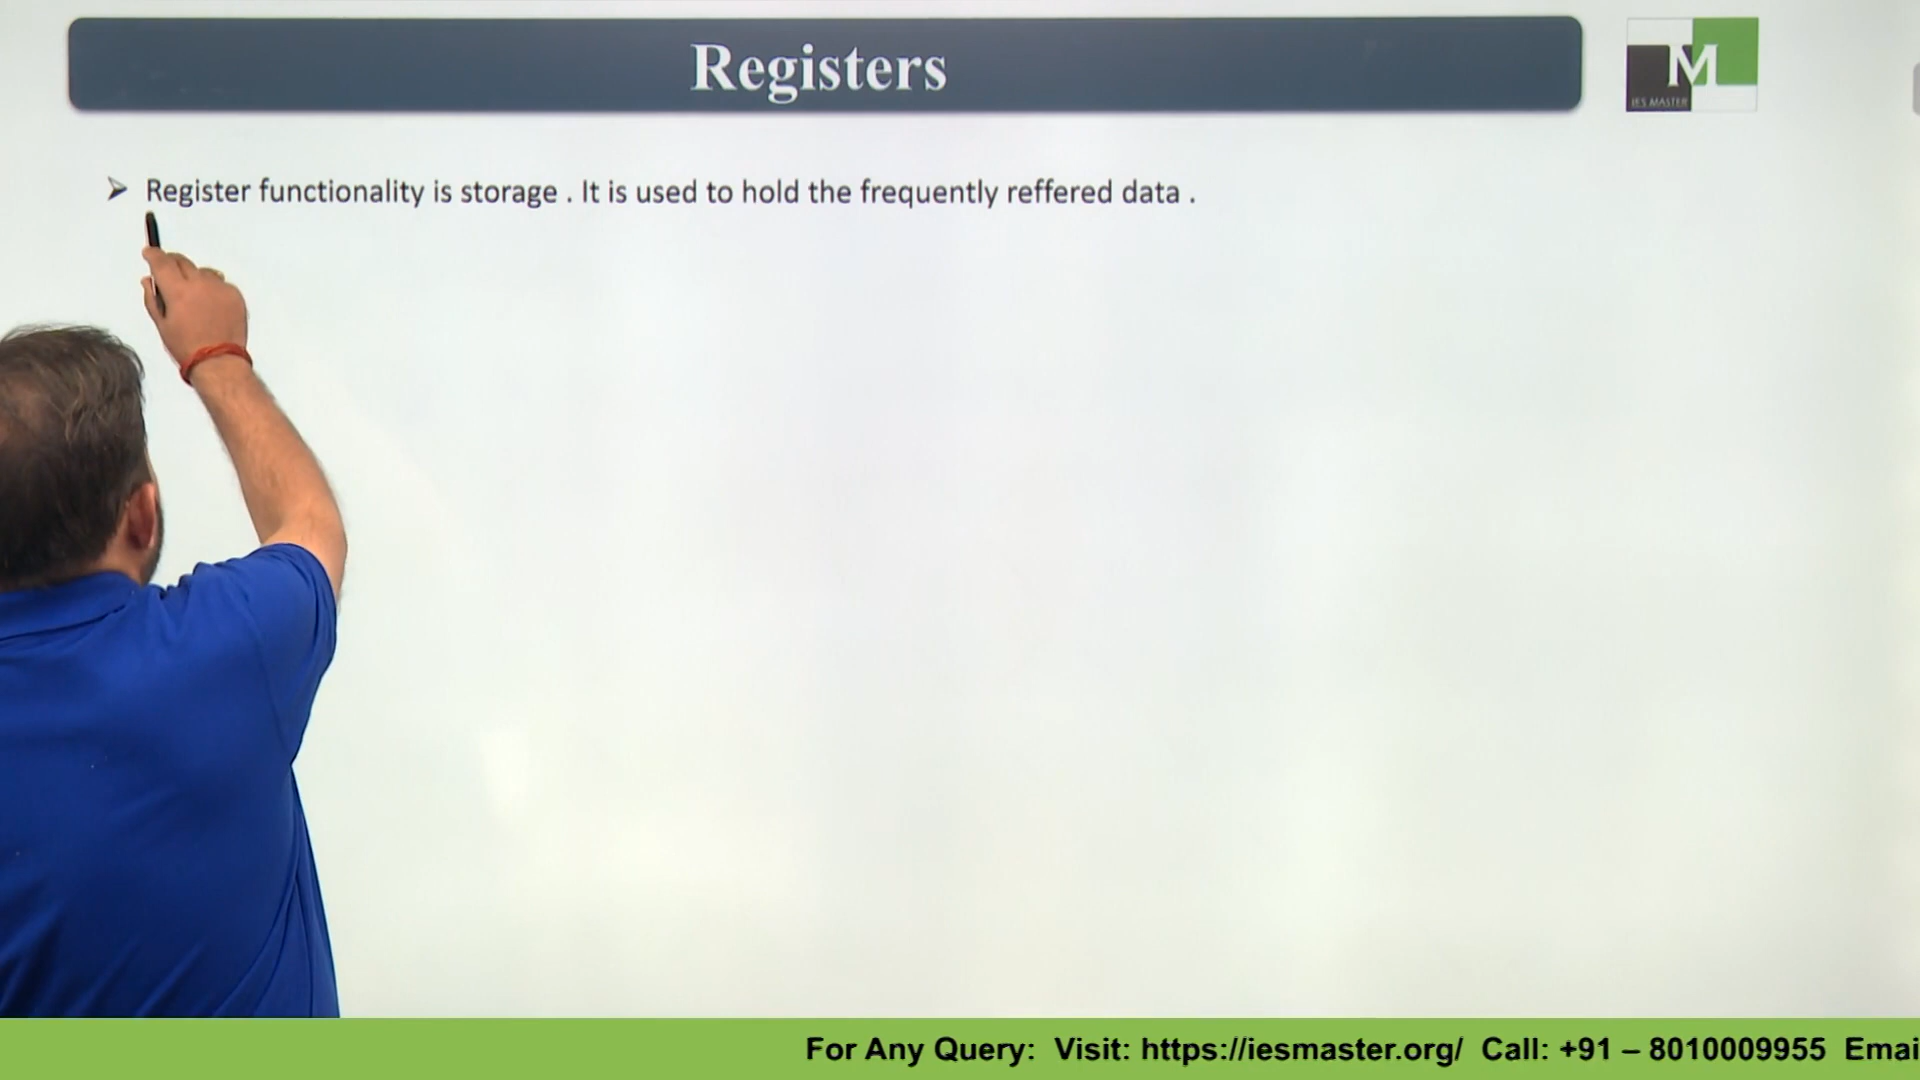 Registers
M
IES MASTER
➢ Register functionality is storage . It is used to hold the frequently reffered data .
For Any Query: Visit: https://iesmaster.org/ Call: +91 – 8010009955 Emai